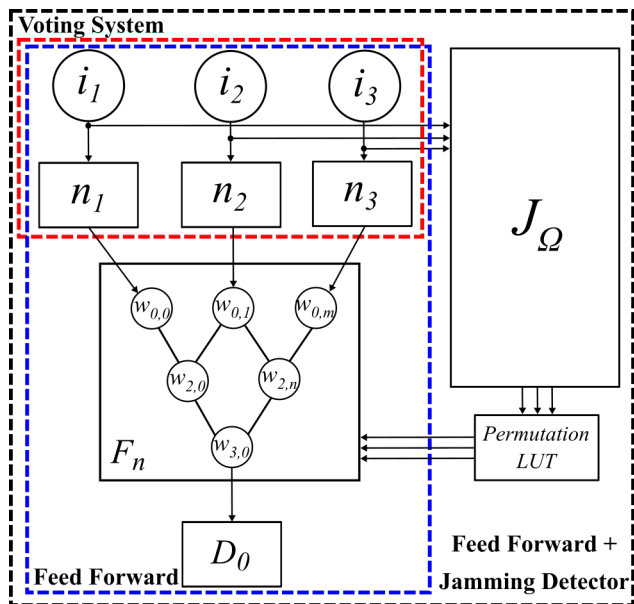 Voting System
i1 i2 i3
n1 n2 n3
JΩ
w0,0 w0,1 w0,m
w2,0 w2,n
w3,0
Fn
Permutation
LUT
D0
Feed Forward
Feed Forward +
Jamming Detector